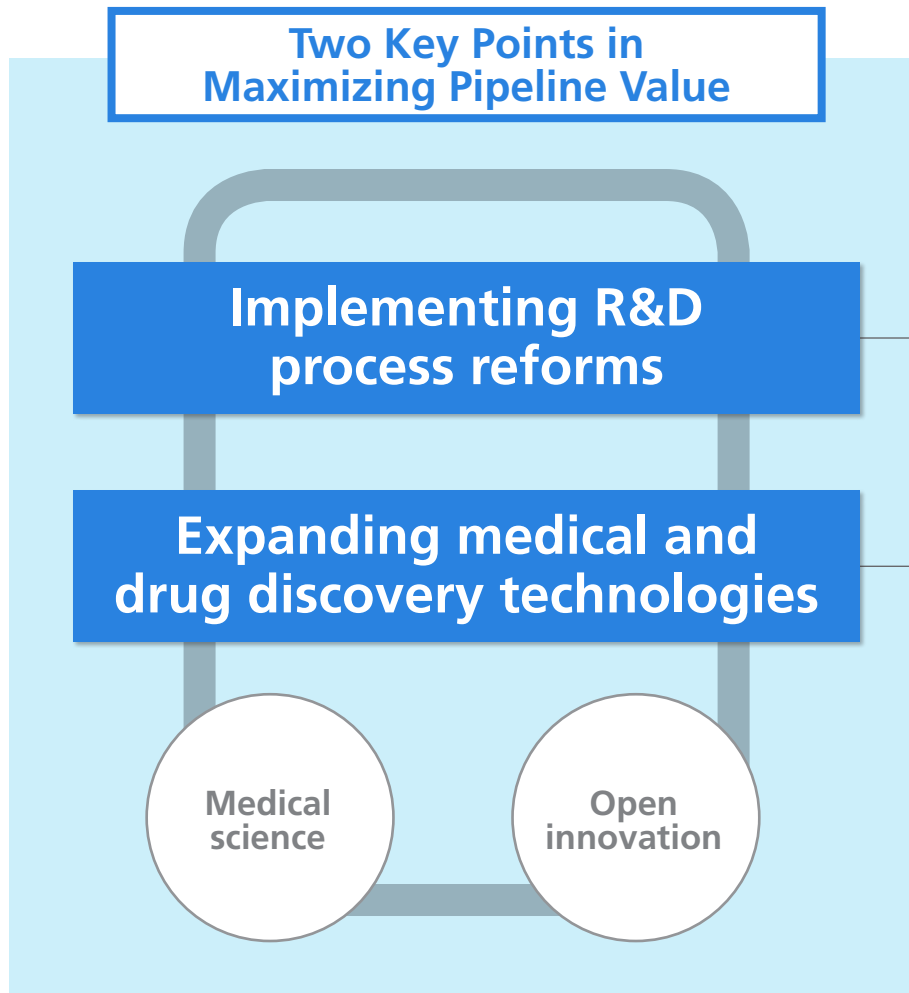 Two Key Points in
Maximizing Pipeline Value
Implementing R&D
process reforms
Expanding medical and
drug discovery technologies
Medical
science
Open
innovation